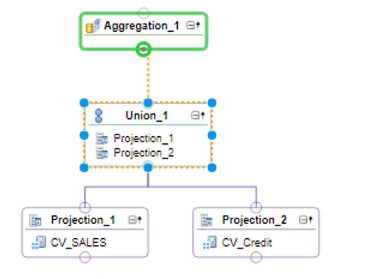 Aggregation_1
Union_1
Projection_1
Projection_2
Projection_1
CV_SALES
Projection_2
CV_Credit